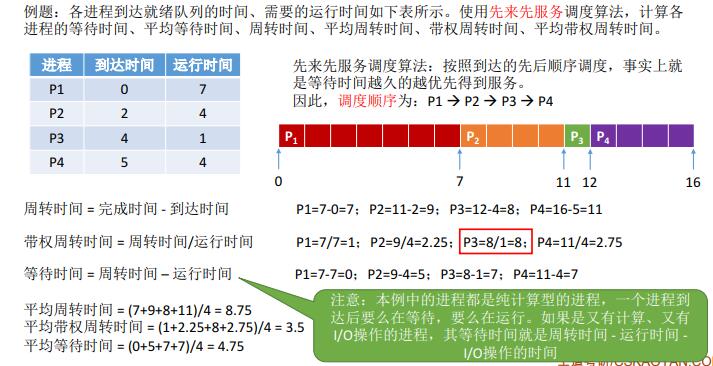 例题：各进程到达就绪队列的时间、需要的运行时间如下表所示。使用先来先服务调度算法，计算各
进程的等待时间、平均等待时间、周转时间、平均周转时间、带权周转时间、平均带权周转时间。
进程 到达时间 运行时间
P1 0 7
P2 2 4
P3 4 1
P4 5 4
先来先服务调度算法：按照到达的先后顺序调度，事实上就
是等待时间越久的越优先得到服务。
因此，调度顺序为：P1 → P2 → P3 → P4
P1 P2 P3 P4
0 7 11 12 16
周转时间 = 完成时间 - 到达时间 P1=7-0=7；P2=11-2=9；P3=12-4=8；P4=16-5=11
带权周转时间 = 周转时间/运行时间 P1=7/7=1；P2=9/4=2.25；P3=8/1=8；P4=11/4=2.75
等待时间 = 周转时间 – 运行时间 P1=7-7=0；P2=9-4=5；P3=8-1=7；P4=11-4=7
平均周转时间 = (7+9+8+11)/4 = 8.75
平均带权周转时间 = (1+2.25+8+2.75)/4 = 3.5
平均等待时间 = (0+5+7+7)/4 = 4.75
注意：本例中的进程都是纯计算型的进程，一个进程到
达后要么在等待，要么在运行。如果是又有计算、又有
I/O操作的进程，其等待时间就是周转时间 - 运行时间 -
I/O操作的时间